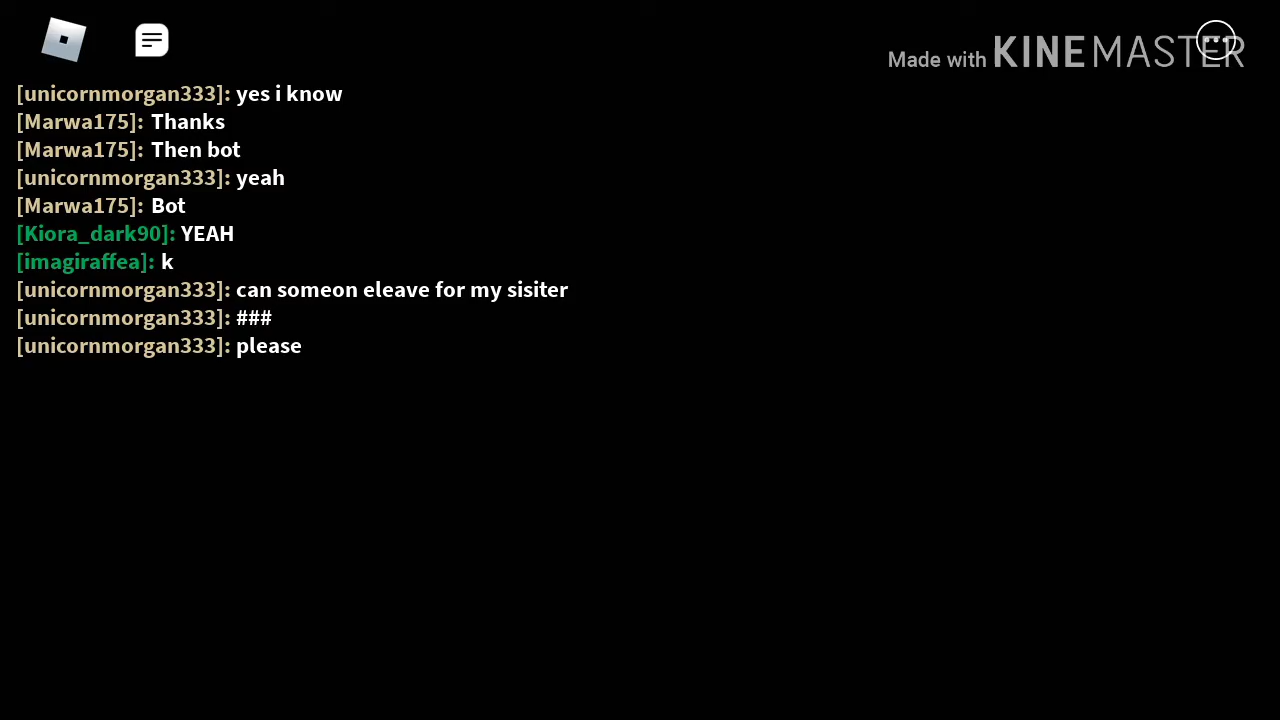 Made with KINEMASTER
[unicornmorgan333]: yes i know
[Marwa175]: Thanks
[Marwa175]: Then bot
[unicornmorgan333]: yeah
[Marwa175]: Bot
[Kiora_dark90]: YEAH
[imagiraffea]: k
[unicornmorgan333]: can someon eleave for my sisiter
[unicornmorgan333]: ###
[unicornmorgan333]: please